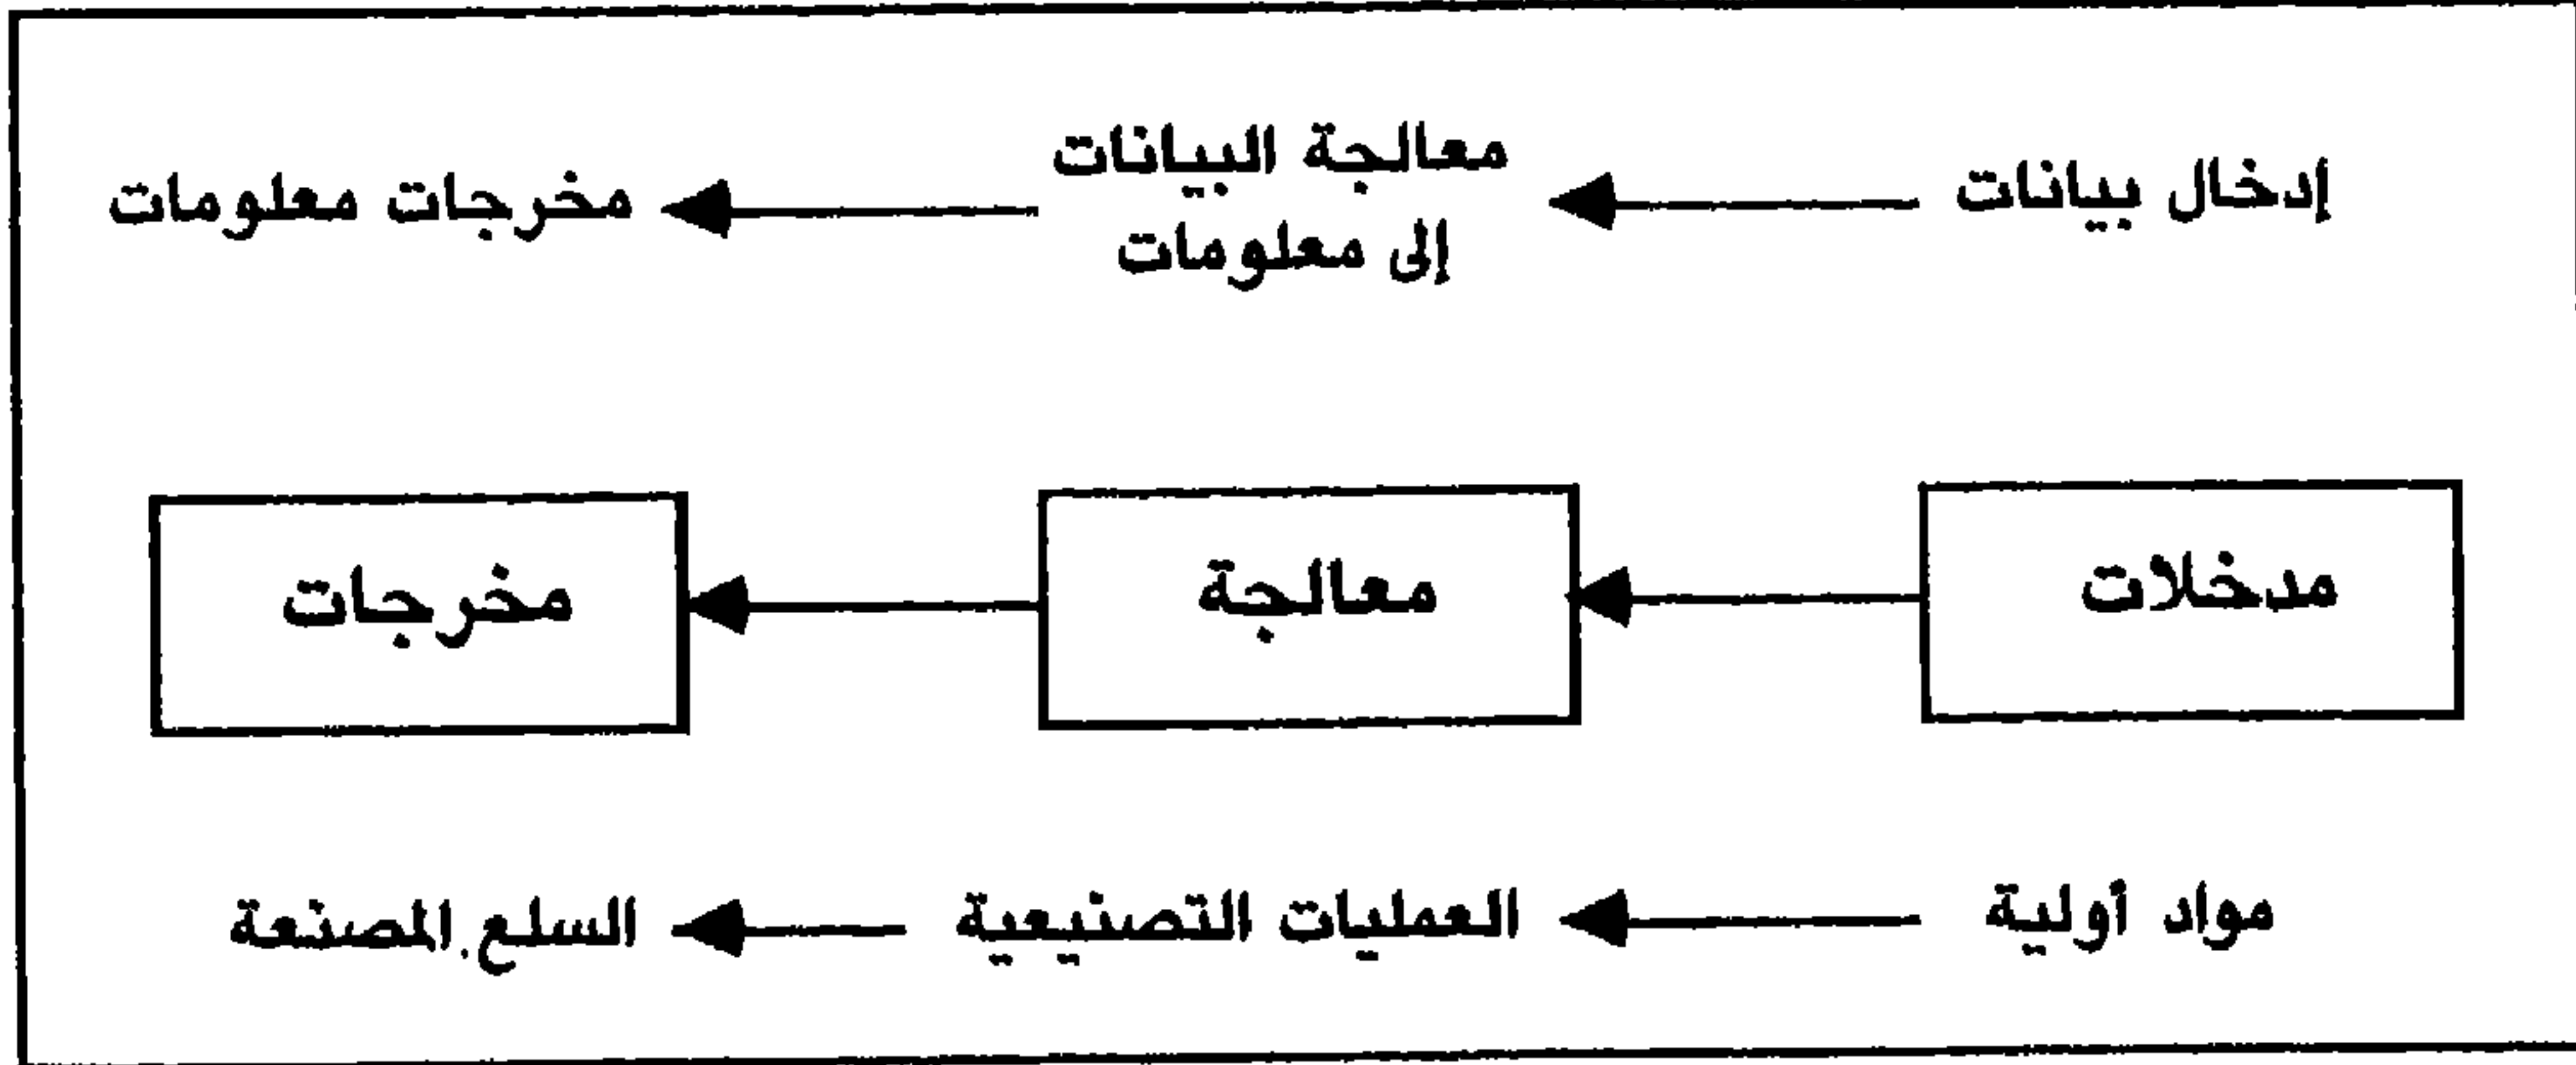 إدخال بيانات
معالجة البيانات
إلى معلومات
مخرجات معلومات
مدخلات
معالجة
مخرجات
مواد أولية
العمليات التصنيعية
السلع المصنعة